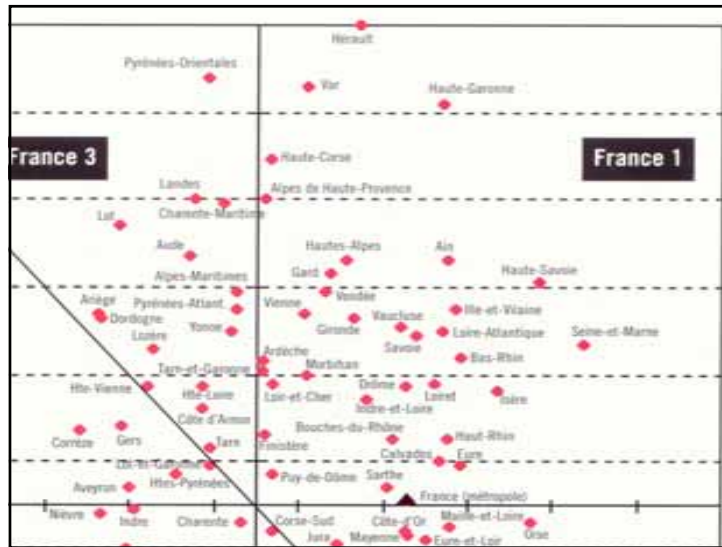 Hérault
Pyrénées-Orientales
Var
Haute-Garonne
France 3
Haute-Corse
France 1
Landes
Alpes de Haute-Provence
Charente-Maritime
Lot
Aude
Hautes-Alpes
Ain
Gard
Haute-Savoie
Alpes-Maritimes
Ariège
Pyrénées-Atlant.
Vienne
Vendée
Ille-et-Vilaine
Dordogne
Yonne
Gironde
Vaucluse
Loire-Atlantique
Seine-et-Marne
Lozère
Savoie
Ardèche
Bas-Rhin
Tarn-et-Garonne
Morbihan
Hte-Vienne
Hte-Loire
Loir-et-Cher
Drôme
Loiret
Isère
Indre-et-Loire
Côte d'Armor
Bouches-du-Rhône
Corrèze
Gers
Tarn
Finistère
Haut-Rhin
Calvados
Eure
Lot-et-Garonne
Htes-Pyrénées
Puy-de-Dôme
Sarthe
Aveyron
France (métropole)
Nièvre
Indre
Charente
Corse-Sud
Côte-d'Or
Maille-et-Loire
Oise
Jura
Mayenne
Eure-et-Loir